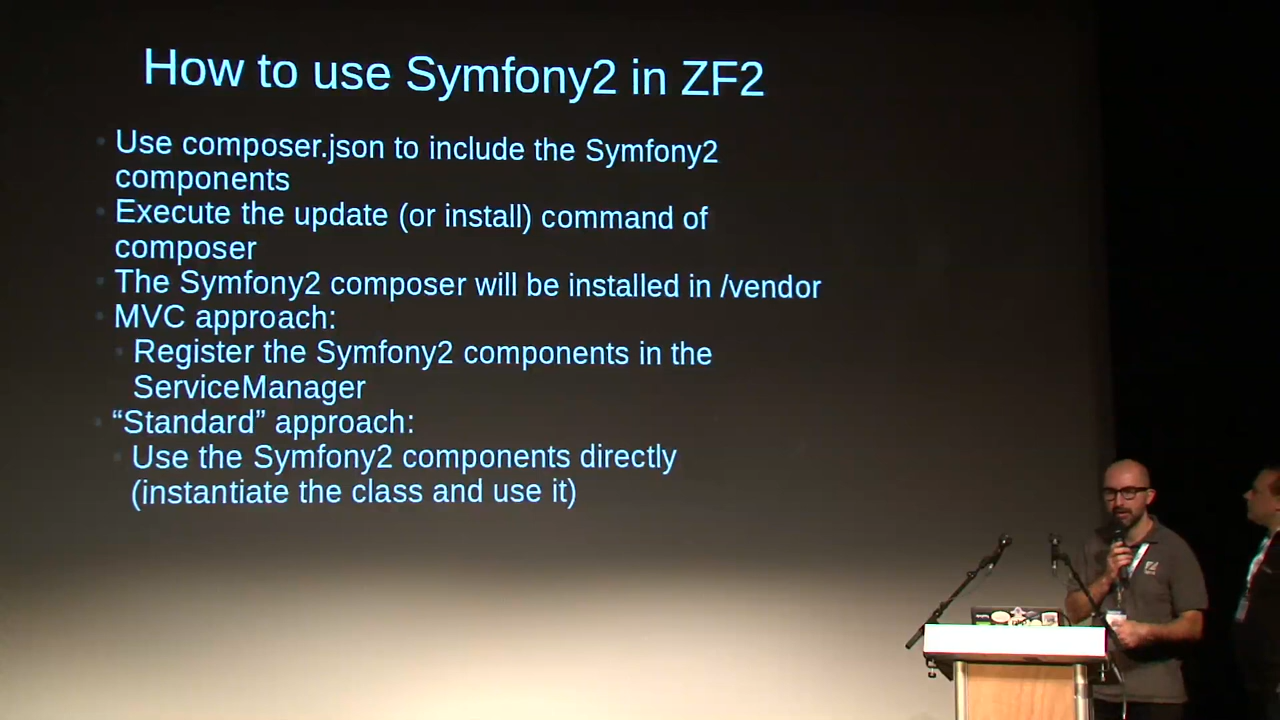 How to use Symfony2 in ZF2
Use composer.json to include the Symfony2
components
Execute the update (or install) command of
composer
The Symfony2 composer will be installed in /vendor
MVC approach:
Register the Symfony2 components in the
ServiceManager
“Standard” approach:
Use the Symfony2 components directly
(instantiate the class and use it)